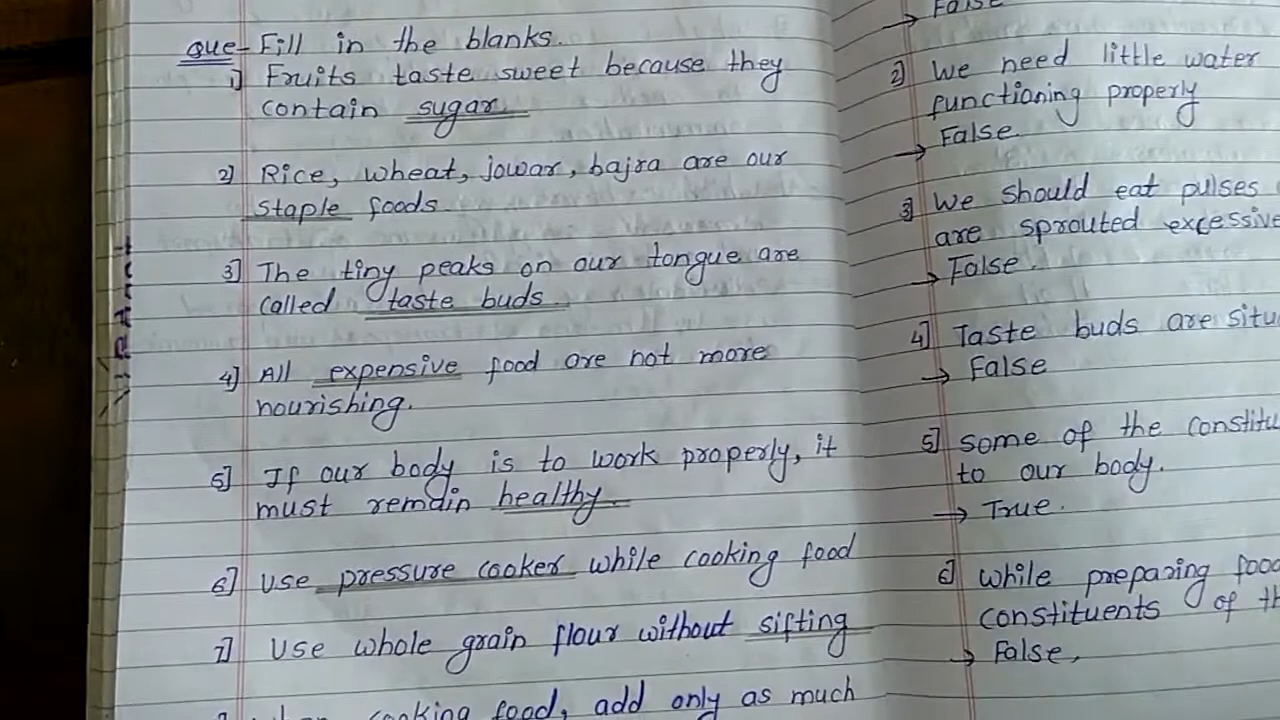 Que- Fill in the blanks.
1) Fruits taste sweet because they
contain sugar.
2] Rice, wheat, jowar, bajra are our
staple foods.
3] The tiny peaks on our tongue are
called taste buds.
4] All expensive food are not more
nourishing.
5] If our body is to work properly, it
must remain healthy.
6] Use pressure cooker while cooking food
7] Use whole grain flour without sifting
cooking food, add only as much
→ False
2] We need little water
functioning properly
→ False.
3] We should eat pulses
are sprouted excessive
→ False.
4] Taste buds are situ
→ False
5] Some of the constitu
to our body.
→ True.
6] While preparing food
constituents of th
→ False,